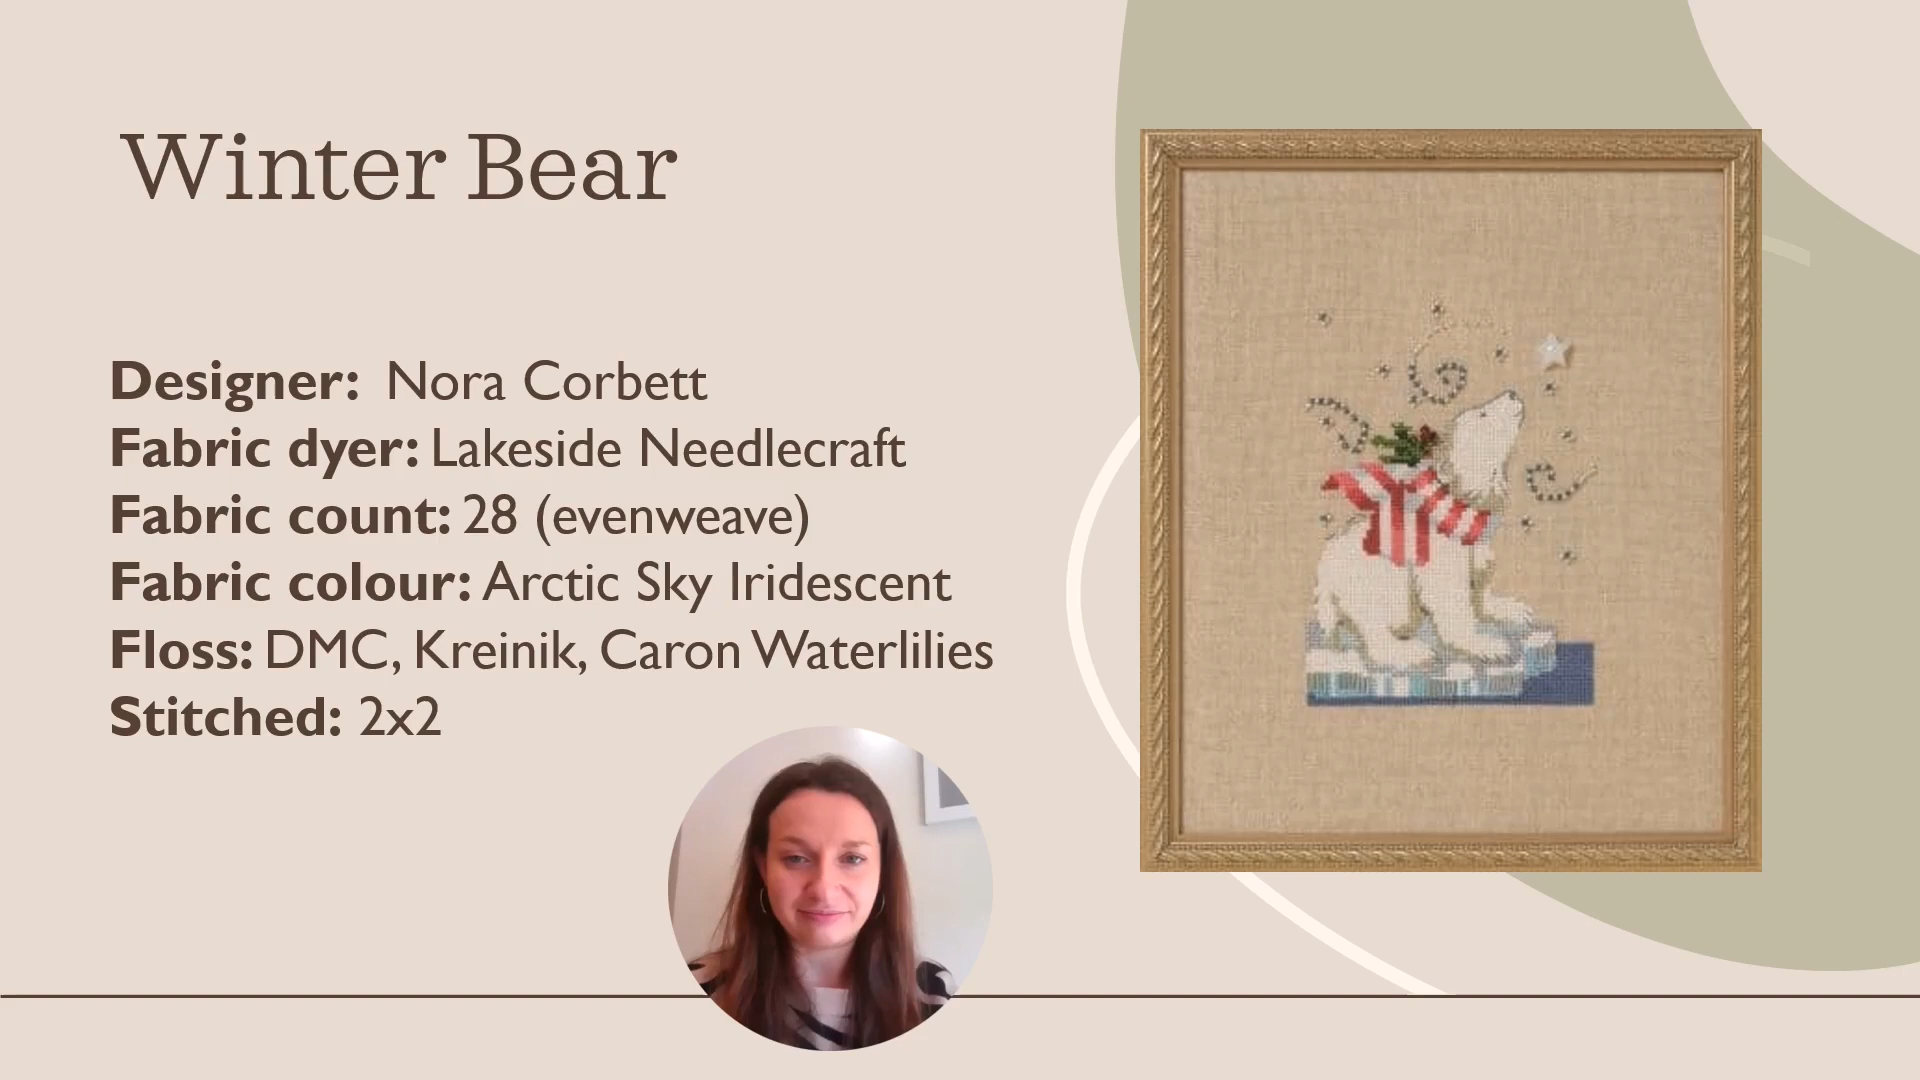 Winter Bear
Designer: Nora Corbett
Fabric dyer: Lakeside Needlecraft
Fabric count: 28 (evenweave)
Fabric colour: Arctic Sky Iridescent
Floss: DMC, Kreinik, Caron Waterlilies
Stitched: 2x2